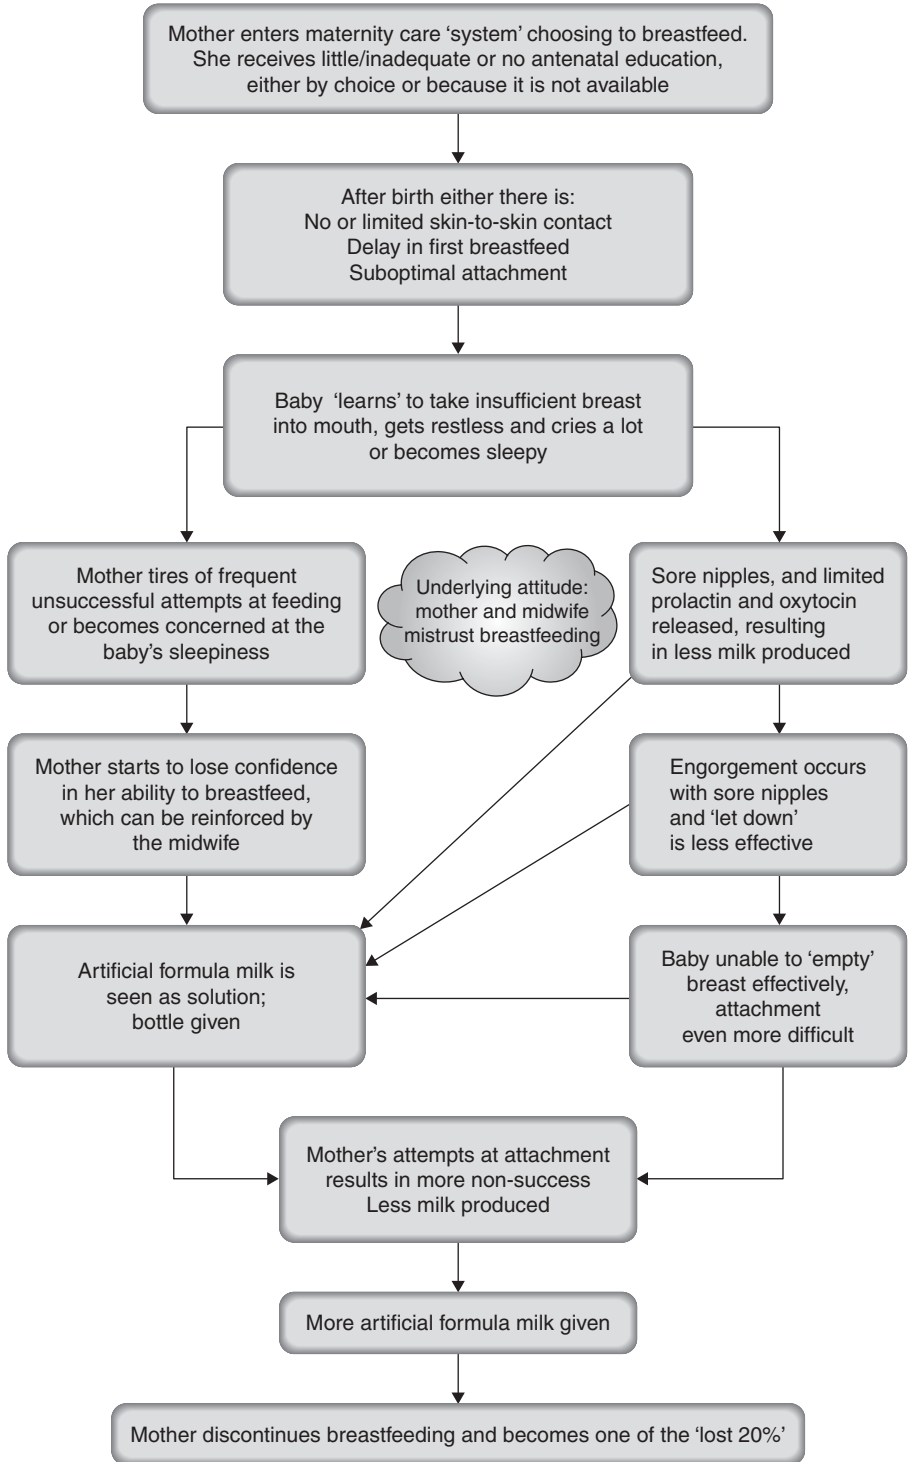 Mother enters maternity care ‘system’ choosing to breastfeed.
She receives little/inadequate or no antenatal education,
either by choice or because it is not available
After birth either there is:
No or limited skin-to-skin contact
Delay in first breastfeed
Suboptimal attachment
Baby ‘learns’ to take insufficient breast
into mouth, gets restless and cries a lot
or becomes sleepy
Mother tires of frequent
unsuccessful attempts at feeding
or becomes concerned at the
baby’s sleepiness
Underlying attitude:
mother and midwife
mistrust breastfeeding
Sore nipples, and limited
prolactin and oxytocin
released, resulting
in less milk produced
Mother starts to lose confidence
in her ability to breastfeed,
which can be reinforced by
the midwife
Engorgement occurs
with sore nipples
and ‘let down’
is less effective
Artificial formula milk is
seen as solution;
bottle given
Baby unable to ‘empty’
breast effectively,
attachment
even more difficult
Mother’s attempts at attachment
results in more non-success
Less milk produced
More artificial formula milk given
Mother discontinues breastfeeding and becomes one of the ‘lost 20%’